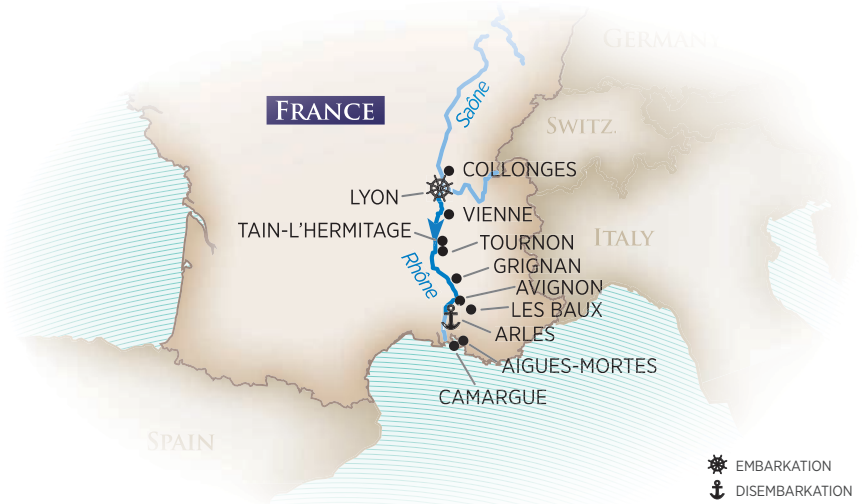 GERMANY
FRANCE
Saône
SWITZ.
COLLONGES
LYON
VIENNE
TAIN-L'HERMITAGE
TOURNON
ITALY
Rhône
GRIGNAN
AVIGNON
LES BAUX
ARLES
AIGUES-MORTES
CAMARGUE
SPAIN
EMBARKATION
DISEMBARKATION